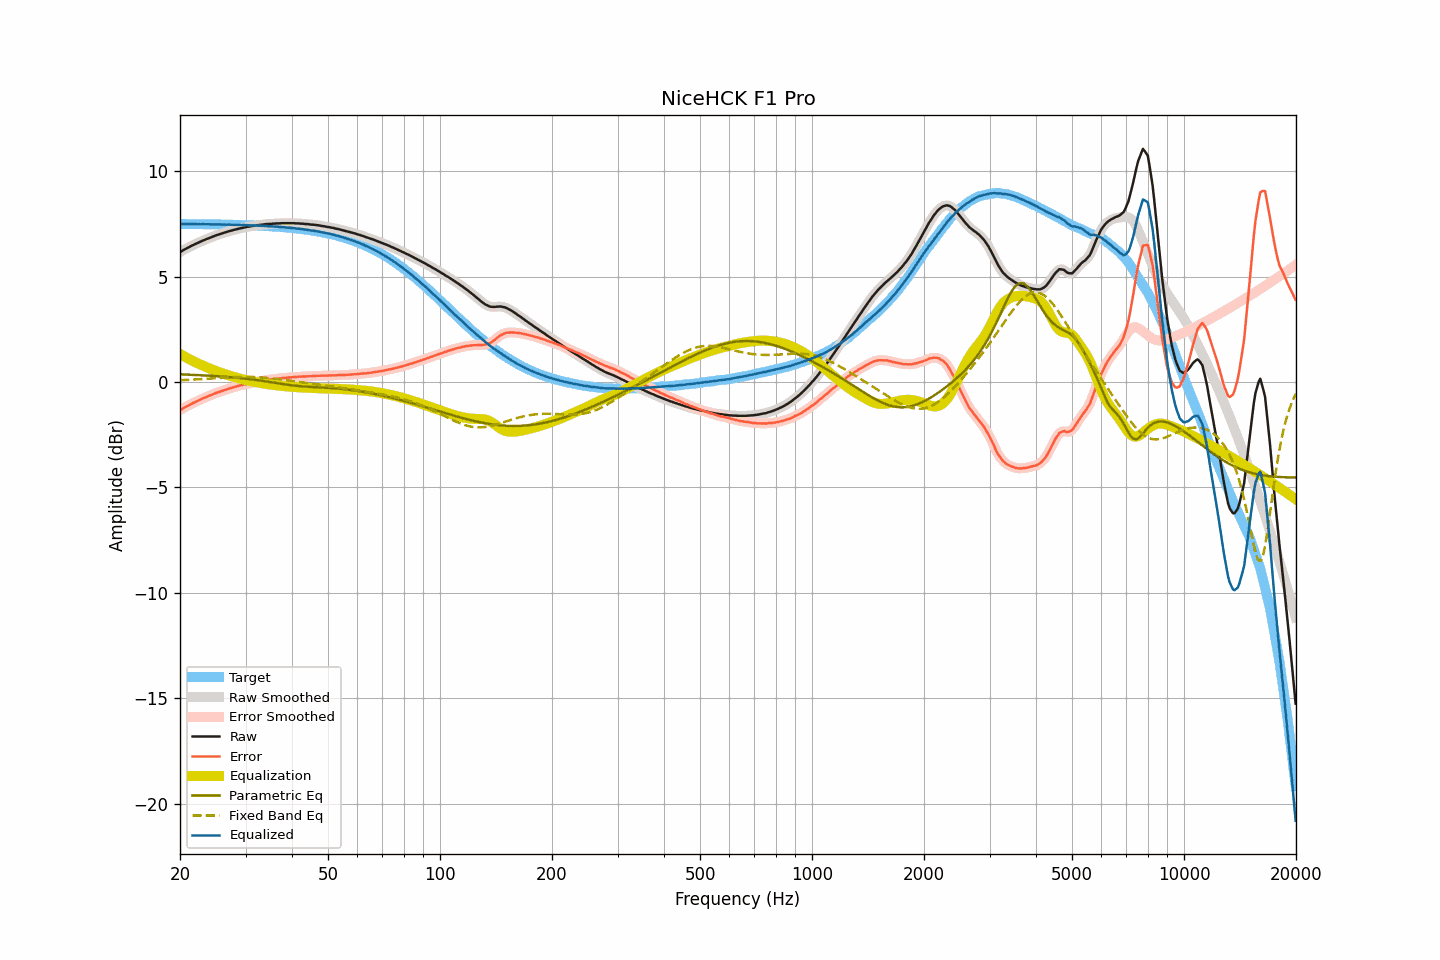 NiceHCK F1 Pro
10
5
0
−5
−10
−15
−20
Amplitude (dBr)
Target
Raw Smoothed
Error Smoothed
Raw
Error
Equalization
Parametric Eq
Fixed Band Eq
Equalized
20 50 100 200 500 1000 2000 5000 10000 20000
Frequency (Hz)